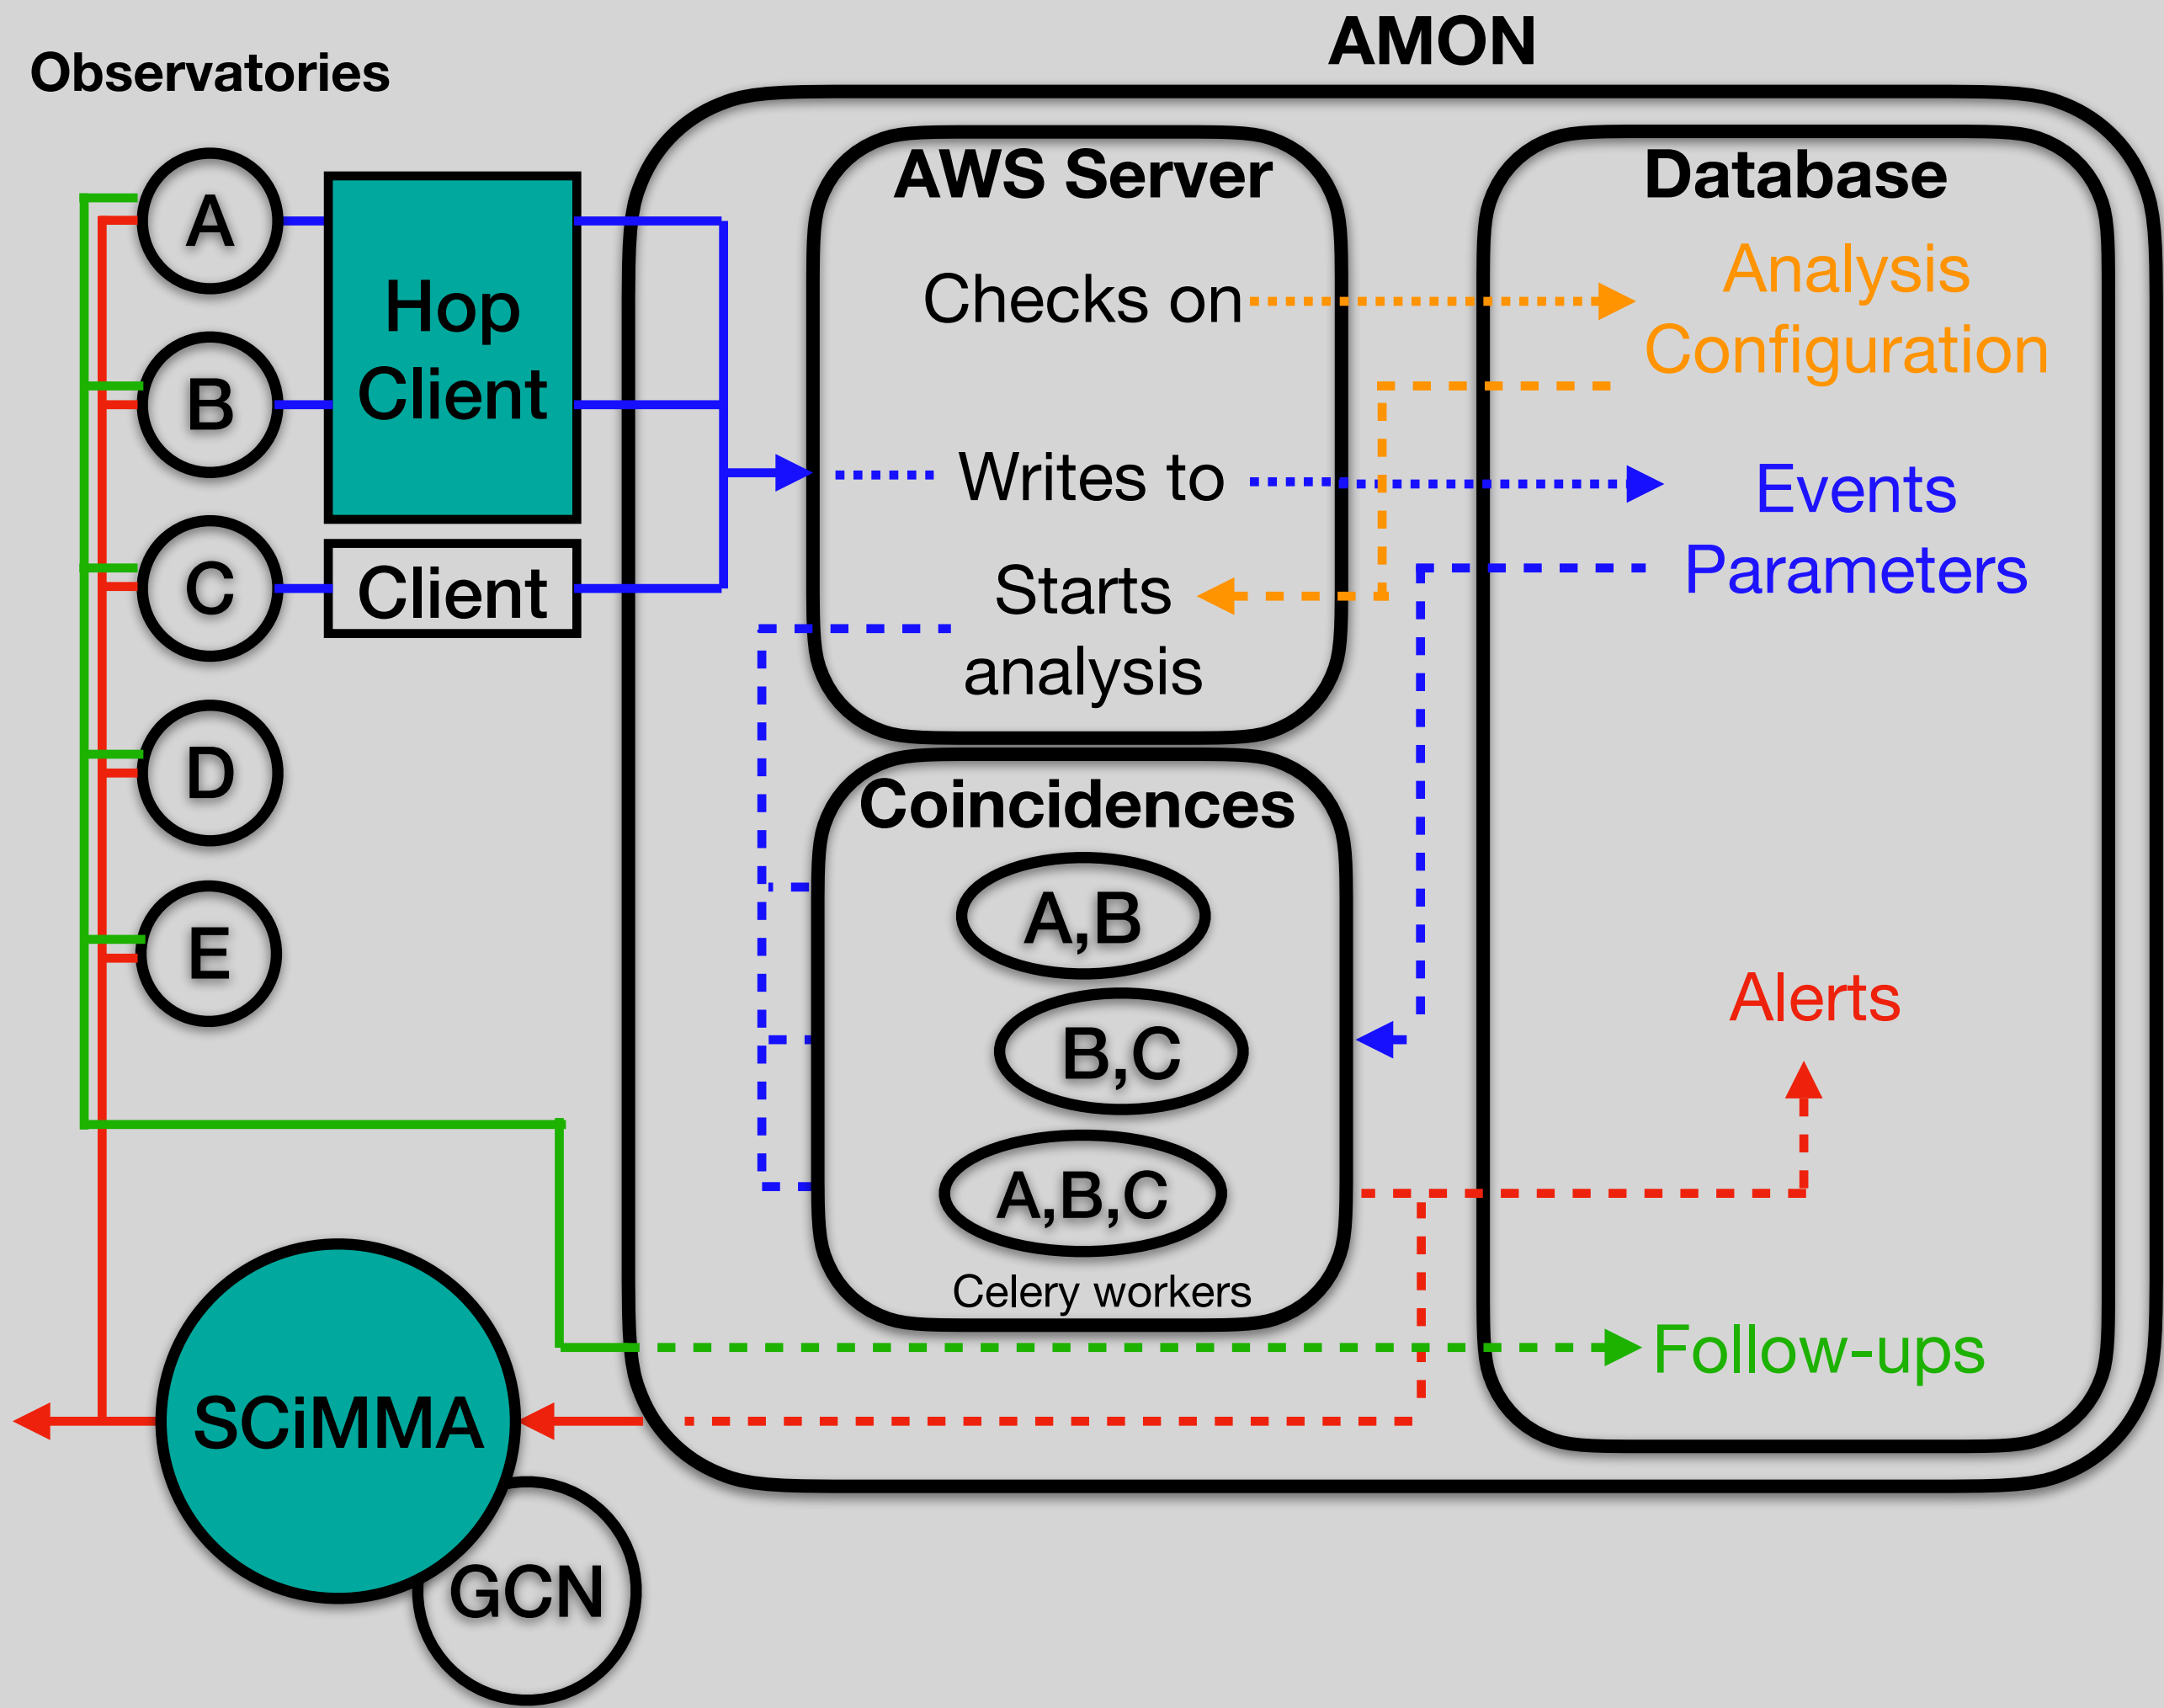 AMON
Observatories
A
B
C
D
E
Hop
Client
Client
AWS Server
Checks on
Writes to
Starts
analysis
Coincidences
A,B
B,C
A,B,C
Celery workers
Database
Analysis
Configuration
Events
Parameters
Alerts
Follow-ups
SCiMMA
GCN